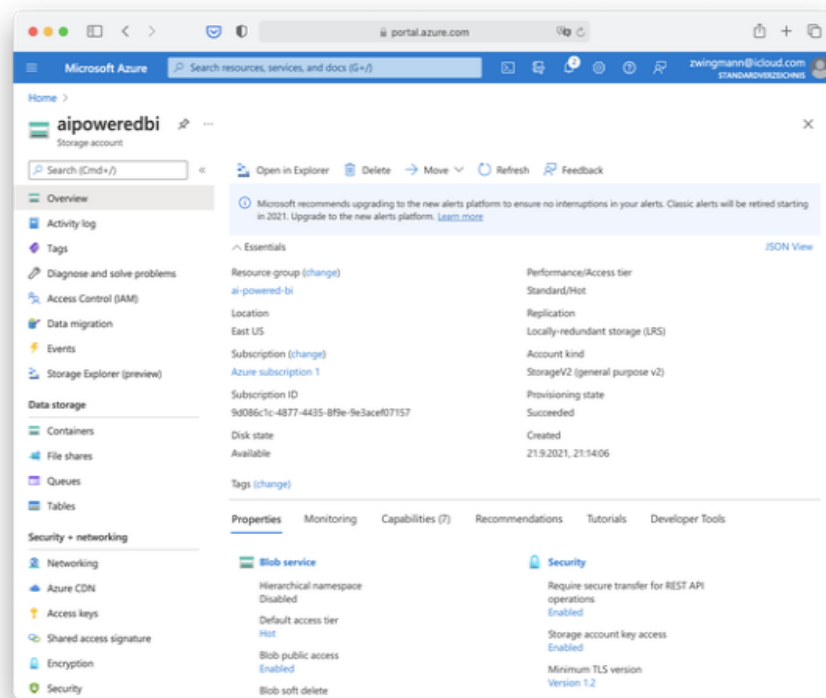 portal.azure.com
Microsoft Azure
Search resources, services, and docs (G+/)
2
zwingmann@icloud.com
STANDARDVERZEICHNIS
Home >
aipoweredbi
Storage account
Search (Cmd+/)
Overview
Activity log
Tags
Diagnose and solve problems
Access Control (IAM)
Data migration
Events
Storage Explorer (preview)
Data storage
Containers
File shares
Queues
Tables
Security + networking
Networking
Azure CDN
Access keys
Shared access signature
Encryption
Security
Open in Explorer Delete Move Refresh Feedback
Microsoft recommends upgrading to the new alerts platform to ensure no interruptions in your alerts. Classic alerts will be retired starting
in 2021. Upgrade to the new alerts platform. Learn more
Essentials
JSON View
Resource group (change)
ai-powered-bi
Location
East US
Subscription (change)
Azure subscription 1
Subscription ID
9d086c1c-4877-4435-8f9e-9e3acef07157
Disk state
Available
Performance/Access tier
Standard/Hot
Replication
Locally-redundant storage (LRS)
Account kind
StorageV2 (general purpose v2)
Provisioning state
Succeeded
Created
21.9.2021, 21:14:06
Tags (change)
Properties Monitoring Capabilities (7) Recommendations Tutorials Developer Tools
Blob service
Hierarchical namespace
Disabled
Default access tier
Hot
Blob public access
Enabled
Blob soft delete
Security
Require secure transfer for REST API
operations
Enabled
Storage account key access
Enabled
Minimum TLS version
Version 1.2